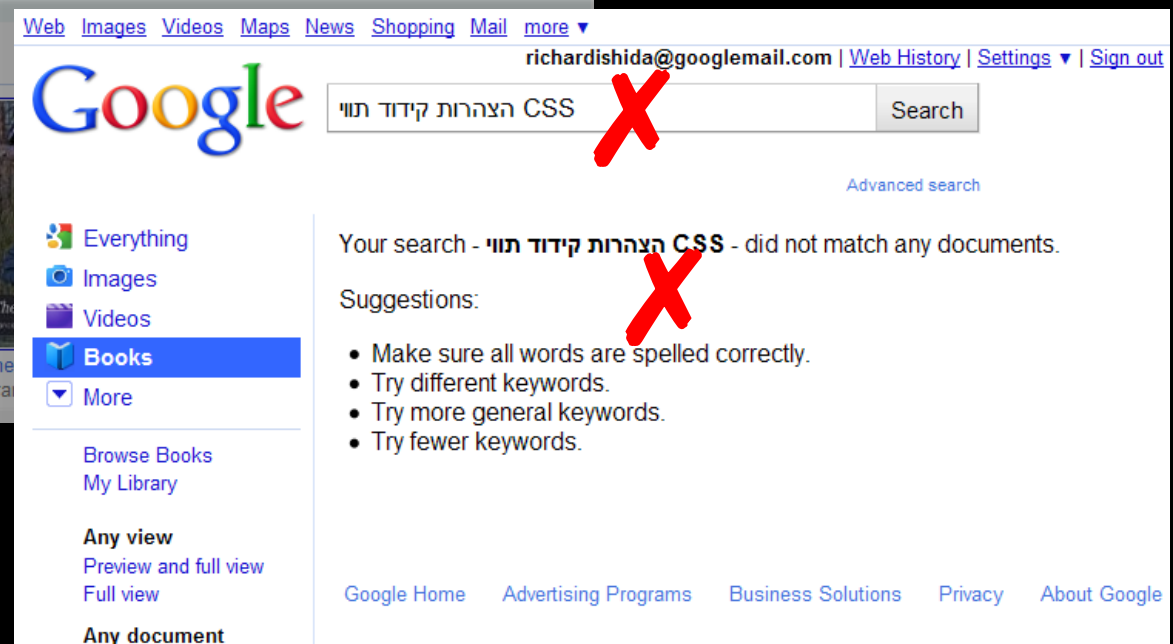 Web Images Videos Maps News Shopping Mail more ▼
richardishida@googlemail.com | Web History | Settings ▼ | Sign out
Google
הצהרות קידוד תווי CSS
Search
Advanced search
Everything
Images
Videos
Books
More
Browse Books
My Library
Any view
Preview and full view
Full view
Any document
Your search - הצהרות קידוד תווי CSS - did not match any documents.
Suggestions:
• Make sure all words are spelled correctly.
• Try different keywords.
• Try more general keywords.
• Try fewer keywords.
Google Home Advertising Programs Business Solutions Privacy About Google